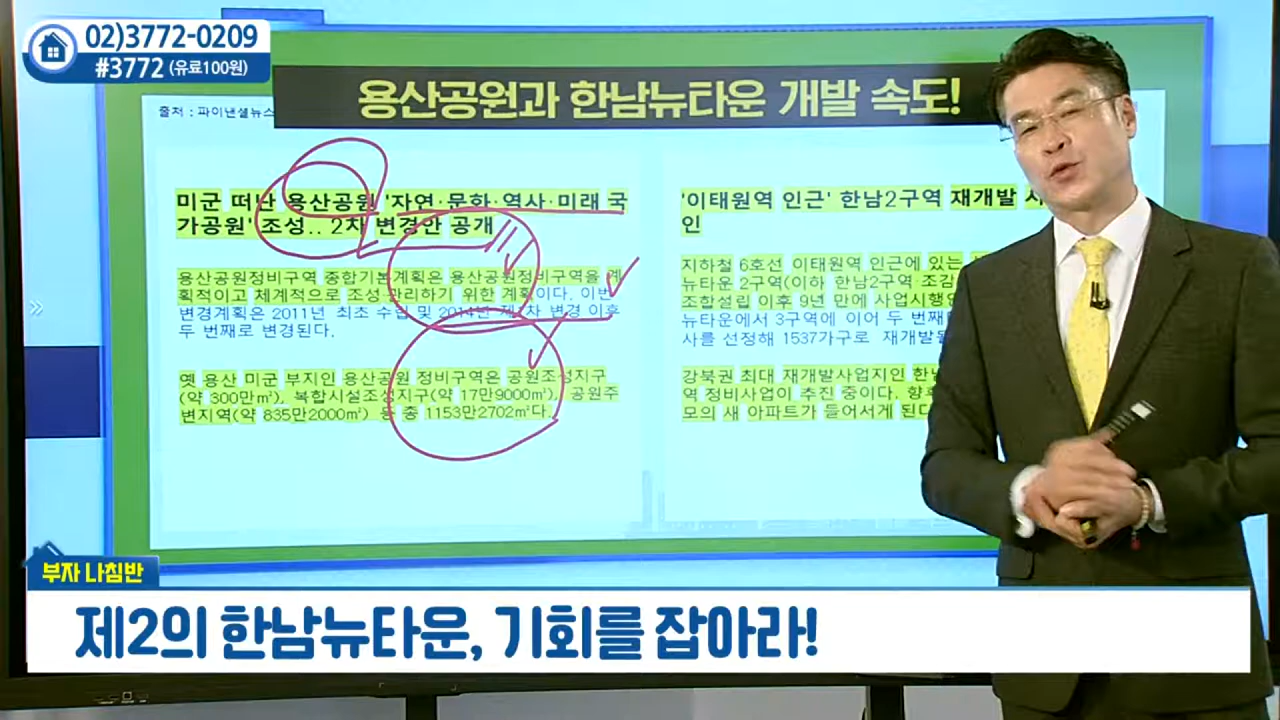 02)3772-0209
#3772 (유료100원)
용산공원과 한남뉴타운 개발 속도!
출처 : 파이낸셜뉴스
미군 떠난 용산공원 '자연·문화·역사·미래 국
가공원' 조성.. 2차 변경안 공개
용산공원정비구역 종합기본계획은 용산공원정비구역을 계
획적이고 체계적으로 조성·관리하기 위한 계획이다. 이번
변경계획은 2011년 최초 수립 및 2014년 제1차 변경 이후
두 번째로 변경된다.
옛 용산 미군 부지인 용산공원 정비구역은 공원조성지구
(약 300만㎡), 복합시설조성지구(약 17만9000㎡), 공원주
변지역(약 835만2000㎡) 등 총 1153만2702㎡다.
'이태원역 인근' 한남2구역 재개발
인
지하철 6호선 이태원역 인근에 있는
뉴타운 2구역(이하 한남2구역 조감
조합설립 이후 9년 만에 사업시행인
뉴타운에서 3구역에 이어 두 번째
사를 선정해 1537가구로 재개발될
강북권 최대 재개발사업지인 한남
역 정비사업이 추진 중이다. 향후
모의 새 아파트가 들어서게 된다
부자 나침반
제2의 한남뉴타운, 기회를 잡아라!